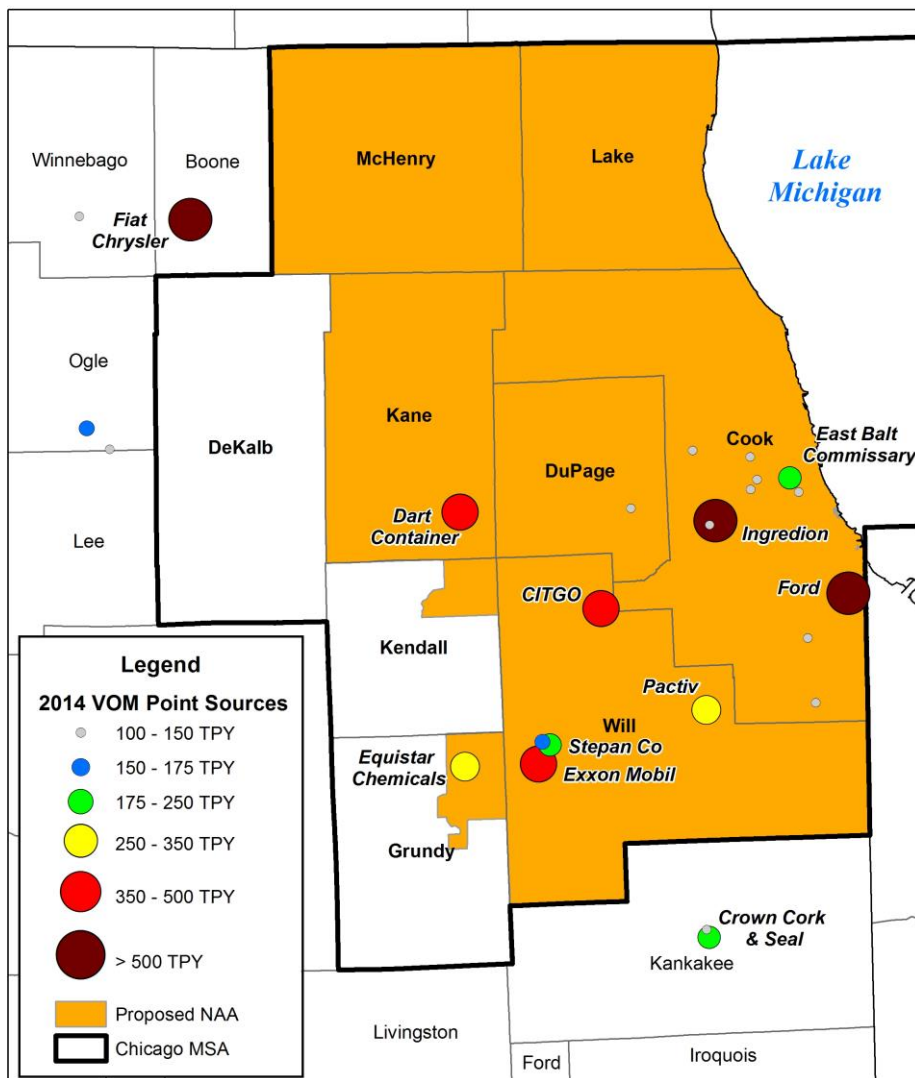 McHenry
Lake
Lake
Michigan
Winnebago
Boone
Fiat
Chrysler
Ogle
Kane
DeKalb
DuPage
Cook
East Balt
Commissary
Lee
Dart
Container
Ingredion
CITGO
Ford
Kendall
Pactiv
Will
Equistar
Chemicals
Stepan Co
Exxon Mobil
Grundy
Crown Cork
& Seal
Kankakee
Livingston
Ford
Iroquois
Legend
2014 VOM Point Sources
100 - 150 TPY
150 - 175 TPY
175 - 250 TPY
250 - 350 TPY
350 - 500 TPY
> 500 TPY
Proposed NAA
Chicago MSA